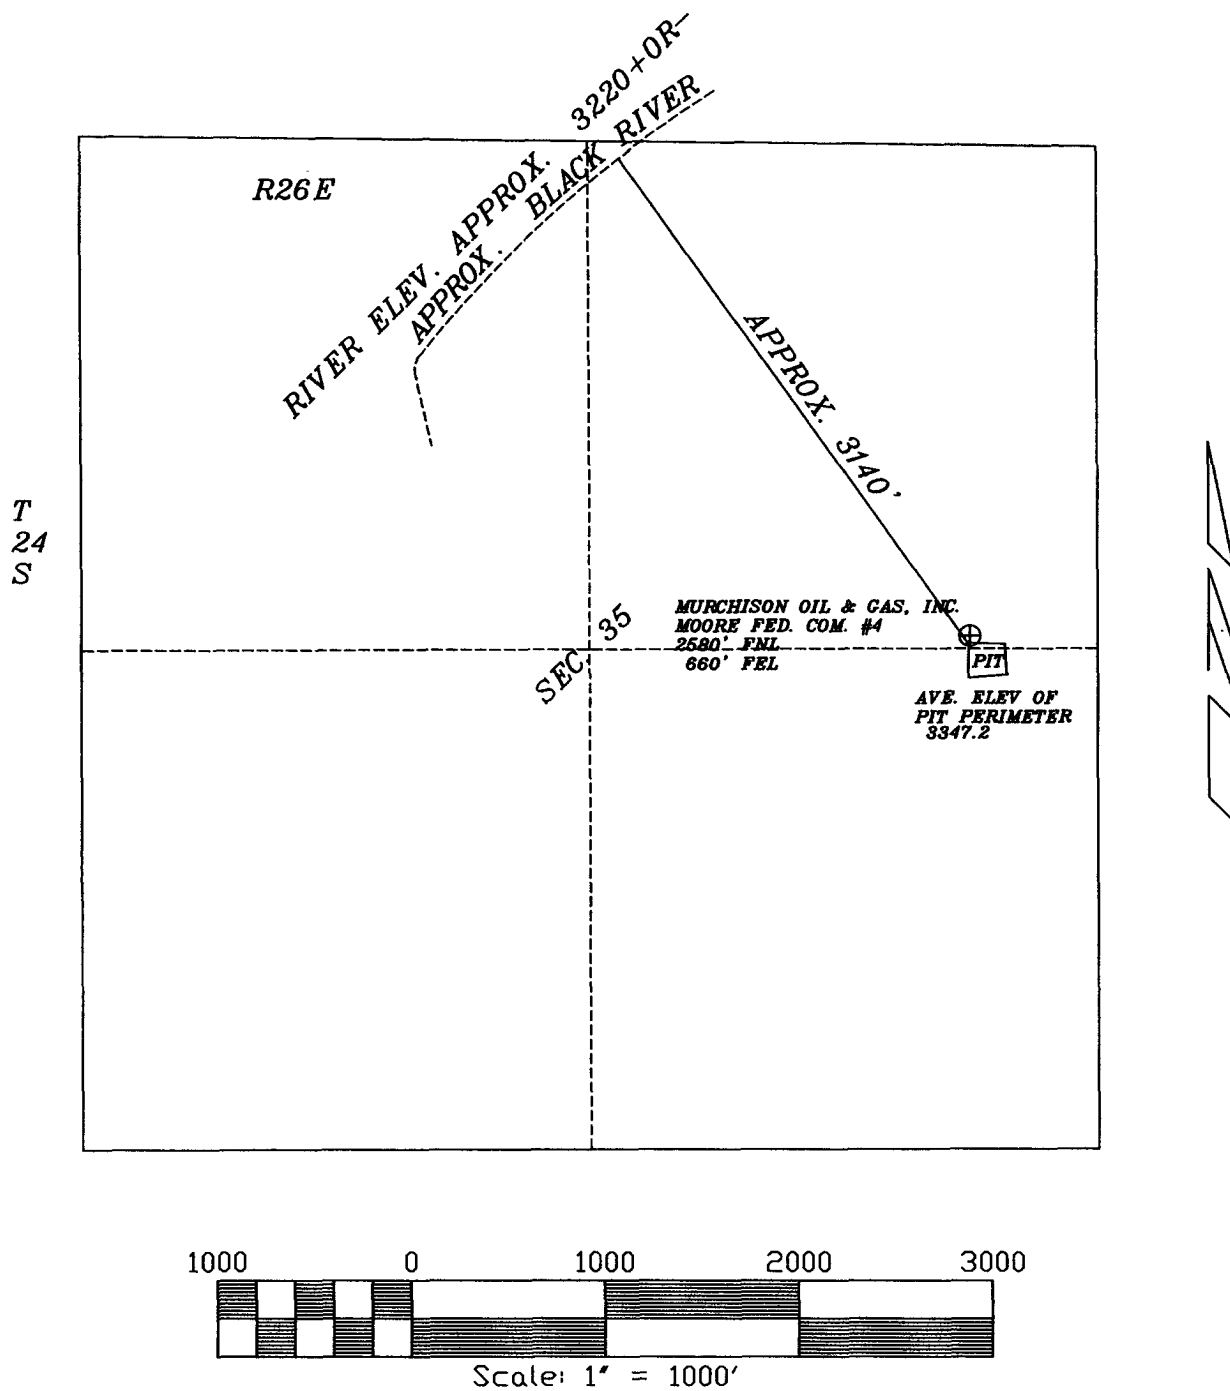 3220+OR-
RIVER ELEV. APPROX.
APPROX. BLACK RIVER
R26E
APPROX. 3140'
T
24
S
MURCHISON OIL & GAS, INC.
MOORE FED. COM. #4
2580' FNL
660' FEL
SEC. 35
PIT
AVE. ELEV OF
PIT PERIMETER
3347.2
1000 0 1000 2000 3000
Scale: 1" = 1000'